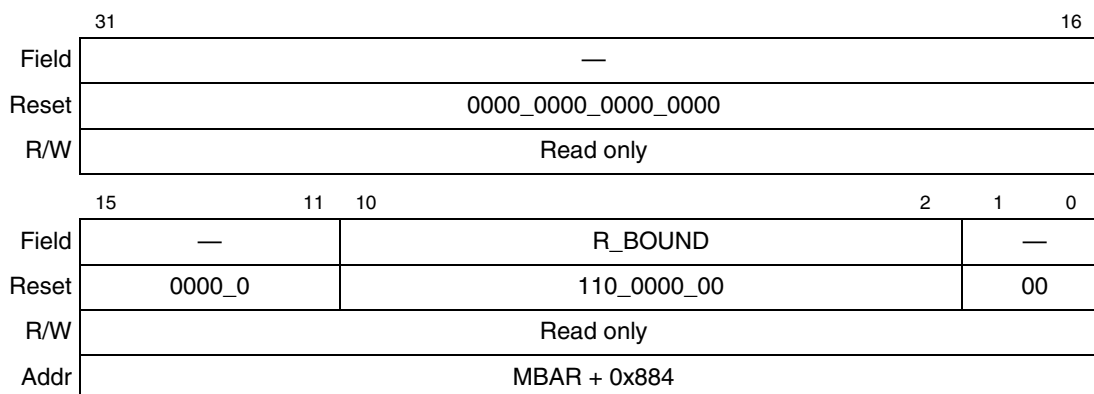 31 16
Field —
Reset 0000_0000_0000_0000
R/W Read only
15 11 10 2 1 0
Field — R_BOUND —
Reset 0000_0 110_0000_00 00
R/W Read only
Addr MBAR + 0x884